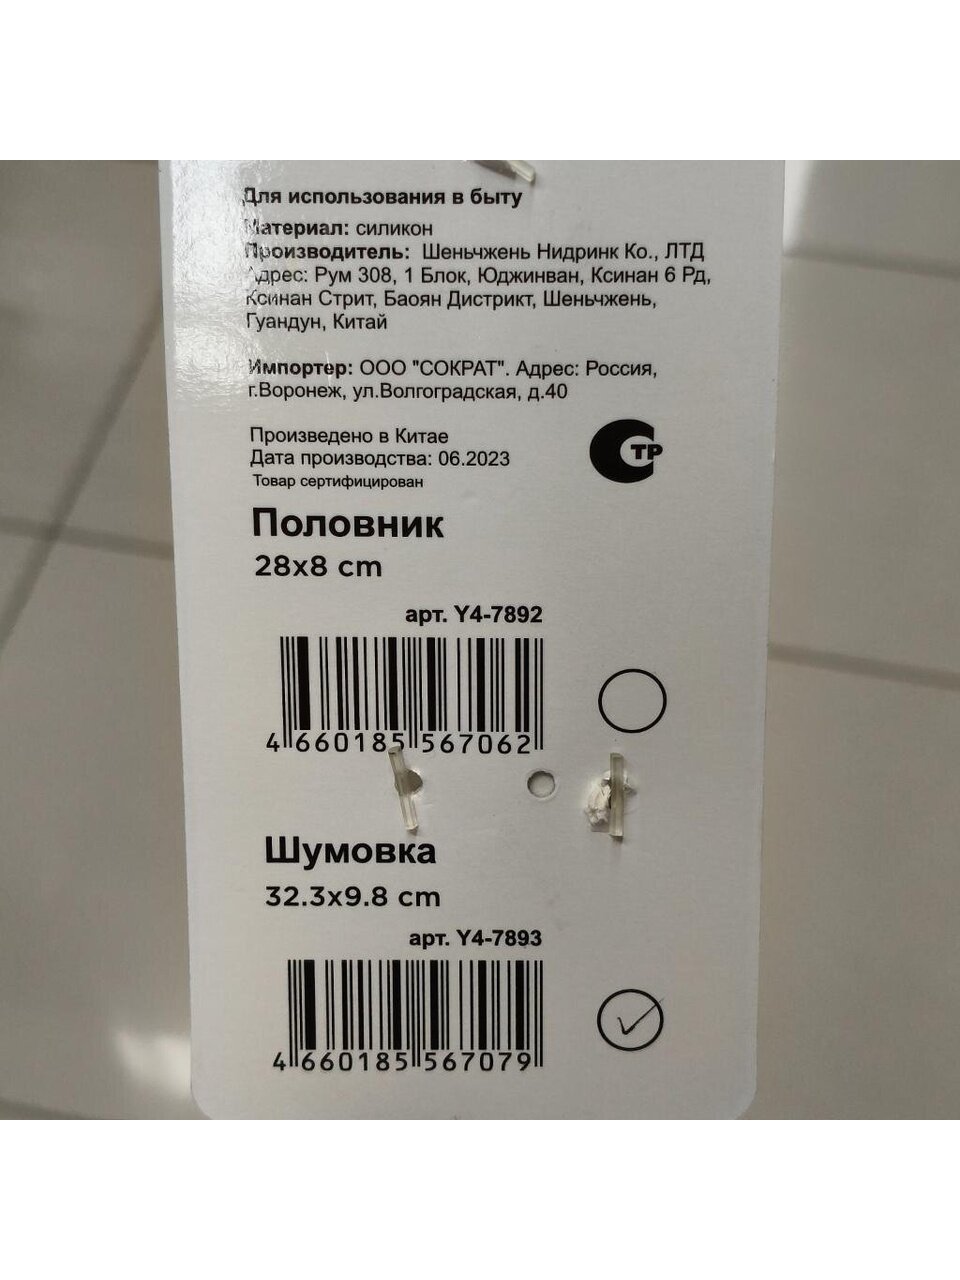 Для использования в быту
Материал: силикон
Производитель: Шеньчжень Нидринк Ко., ЛТД
Адрес: Рум 308, 1 Блок, Юджинван, Ксинан 6 Рд,
Ксинан Стрит, Баоян Дистрикт, Шеньчжень,
Гуандун, Китай
Импортер: ООО "СОКРАТ". Адрес: Россия,
г.Воронеж, ул.Волгоградская, д.40
Произведено в Китае
Дата производства: 06.2023
Товар сертифицирован
СТР
Половник
28x8 cm
арт. Y4-7892
4 660185 567062
Шумовка
32.3x9.8 cm
арт. Y4-7893
4 660185 567079